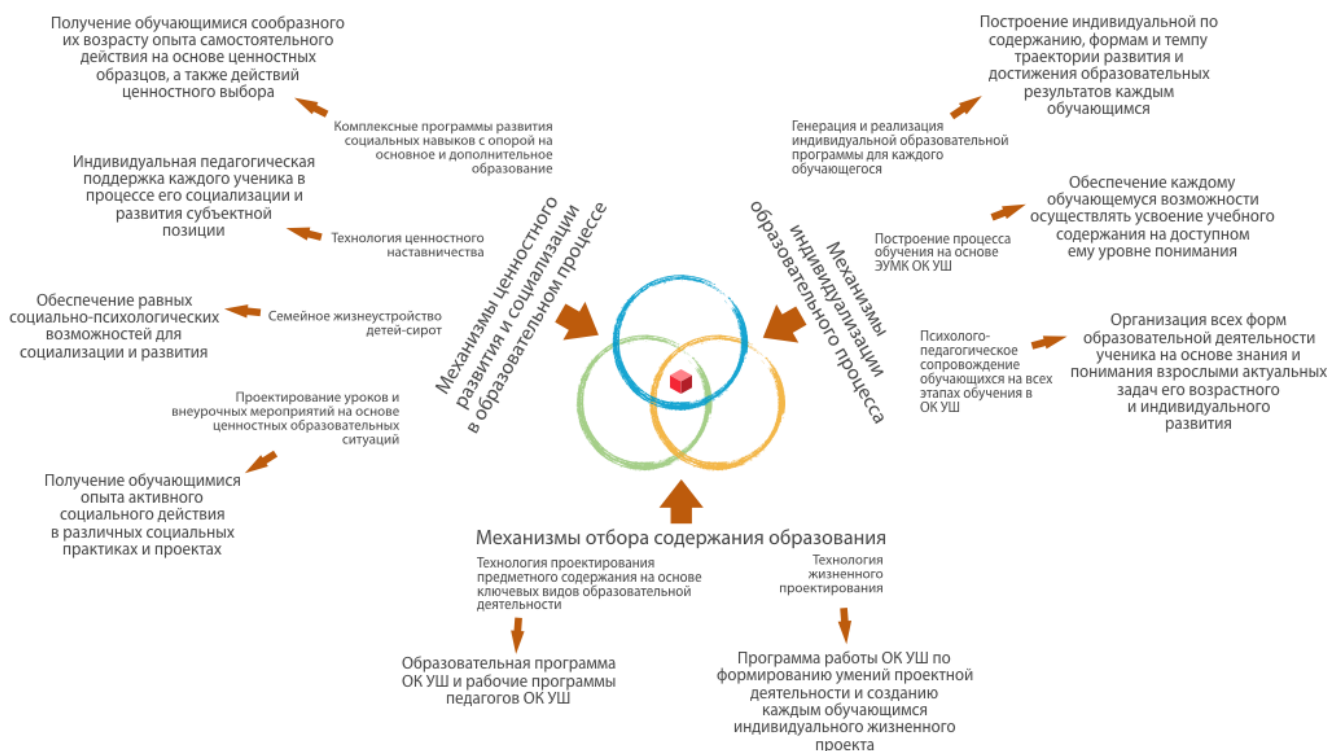 Получение обучающимися сообразного
их возрасту опыта самостоятельного
действия на основе ценностных
образцов, а также действий
ценностного выбора
Комплексные программы развития
социальных навыков с опорой на
основное и дополнительное
образование
Индивидуальная педагогическая
поддержка каждого ученика в
процессе его социализации и
развития субъектной
позиции
Технология ценностного
наставничества
Обеспечение равных
социально-психологических
возможностей для
социализации и развития
Семейное жизнеустройство
детей-сирот
Проектирование уроков и
внеурочных мероприятий на основе
ценностных образовательных
ситуаций
Получение обучающимися
опыта активного
социального действия
в различных социальных
практиках и проектах
Механизмы ценностного
развития и социализации
в образовательном процессе
Механизмы
индивидуализации
образовательного процесса
Построение индивидуальной по
содержанию, формам и темпу
траектории развития и
достижения образовательных
результатов каждым
обучающимся
Генерация и реализация
индивидуальной образовательной
программы для каждого
обучающегося
Обеспечение каждому
обучающемуся возможности
осуществлять усвоение учебного
содержания на доступном
ему уровне понимания
Построение процесса
обучения на основе
ЭУМК ОК УШ
Организация всех форм
образовательной деятельности
ученика на основе знания и
понимания взрослыми актуальных
задач его возрастного
и индивидуального
развития
Психолого-
педагогическое
сопровождение
обучающихся на всех
этапах обучения в
ОК УШ
Механизмы отбора содержания образования
Технология проектирования
предметного содержания на основе
ключевых видов образовательной
деятельности
Технология
жизненного
проектирования
Образовательная программа
ОК УШ и рабочие программы
педагогов ОК УШ
Программа работы ОК УШ по
формированию умений проектной
деятельности и созданию
каждым обучающимся
индивидуального жизненного
проекта